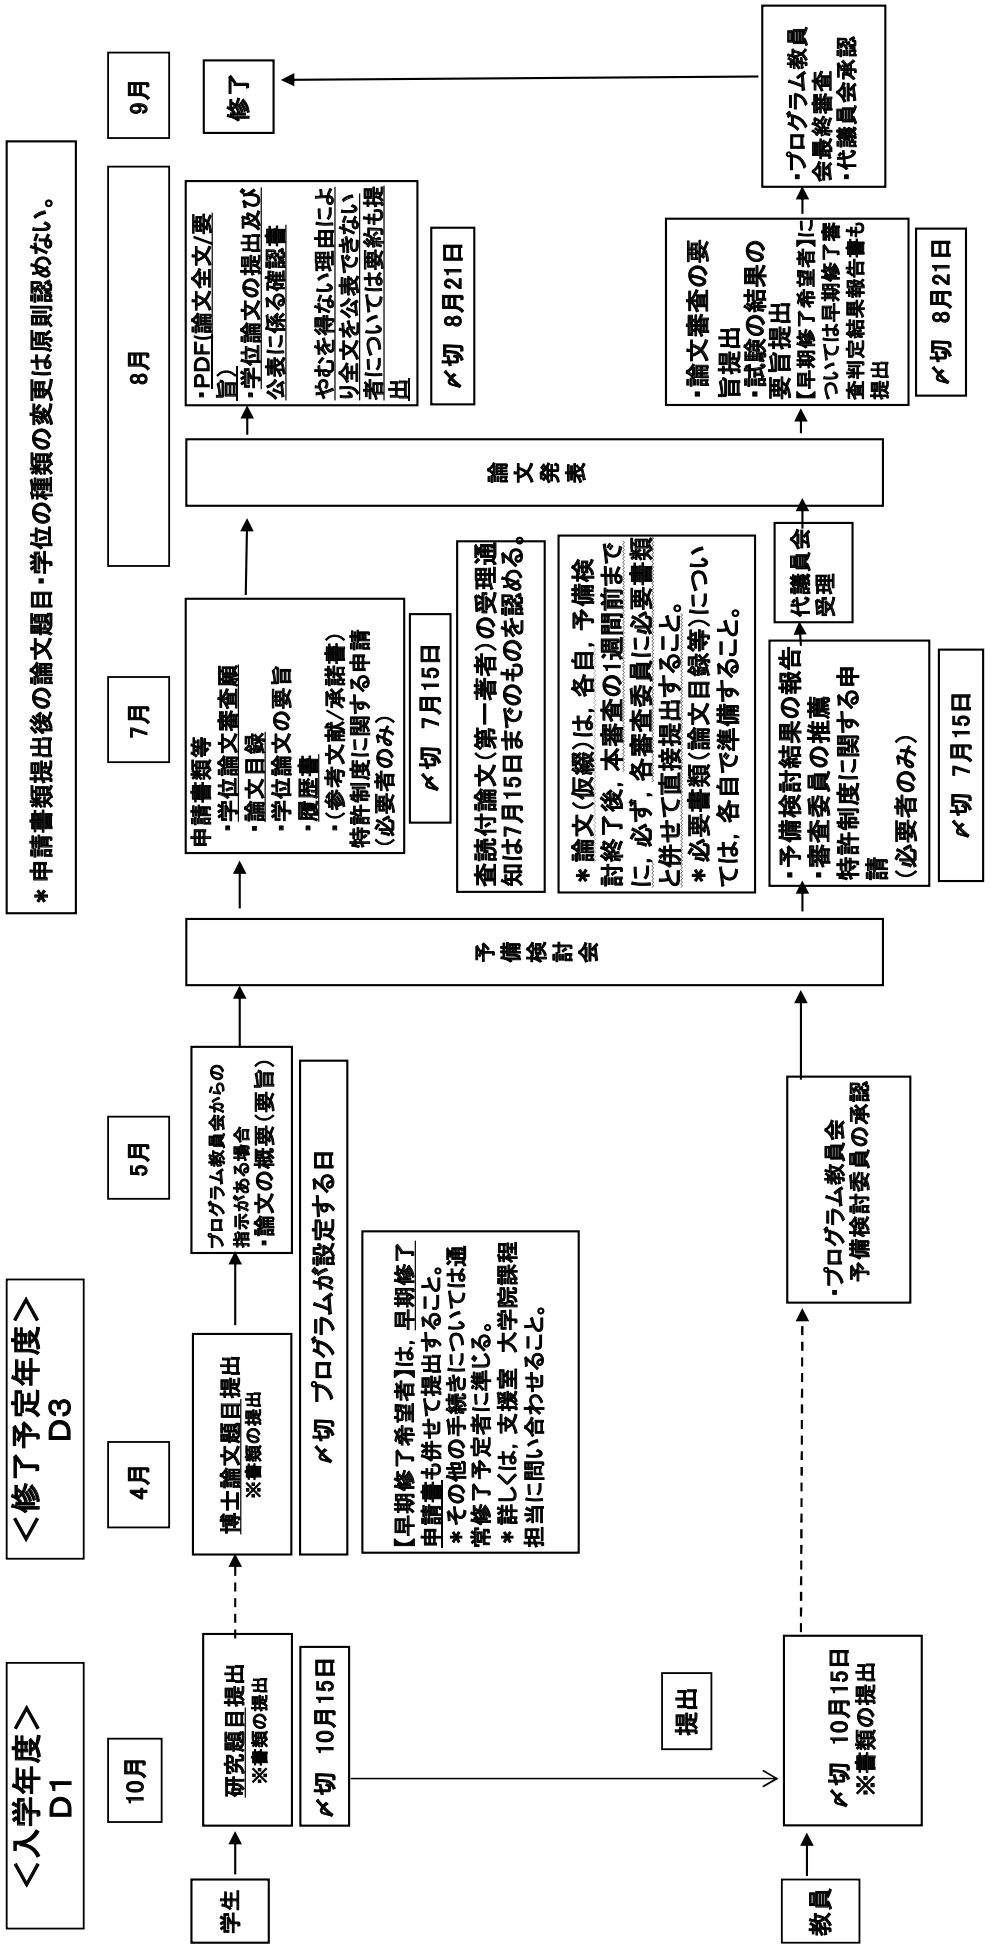 ＜入学年度＞
D1
＜修了予定年度＞
D3
＊申請書類提出後の論文題目・学位の種類の変更は原則認めない。
10月
4月
5月
7月
8月
9月
学生
研究題目提出
※書類の提出
〆切 10月15日
博士論文題目提出
※書類の提出
プログラム教員会からの
指示がある場合
・論文の概要（要旨）
〆切 プログラムが設定する日
【早期修了希望者】は，早期修了
申請書も併せて提出すること。
＊その他の手続きについては通
常修了予定者に準じる。
＊詳しくは，支援室 大学院課程
担当に問い合わせること。
予備検討会
申請書類等
・学位論文審査願
・論文目録
・学位論文の要旨
・履歴書
・（参考文献/承諾書）
特許制度に関する申請
（必要者のみ）
〆切 7月15日
査読付論文（第一著者）の受理通
知は7月15日までのものを認める。
＊論文（仮綴）は，各自，予備検
討終了後，本審査の1週間前まで
に，必ず，各審査委員に必要書類
と併せて直接提出すること。
＊必要書類（論文目録等）につい
ては，各自で準備すること。
論文発表
・PDF(論文全文/要
旨）
・学位論文の提出及び
公表に係る確認書
やむを得ない理由によ
り全文を公表できない
者については要約も提
出
〆切 8月21日
修了
教員
提出
〆切 10月15日
※書類の提出
・プログラム教員会
予備検討委員の承認
・予備検討結果の報告
・審査委員の推薦
特許制度に関する申
請
（必要者のみ）
〆切 7月15日
代議員会
受理
・論文審査の要
旨提出
・試験の結果の
要旨提出
【早期修了希望者】に
ついては早期修了審
査判定結果報告書も
提出
〆切 8月21日
・プログラム教員
会最終審査
・代議員会承認